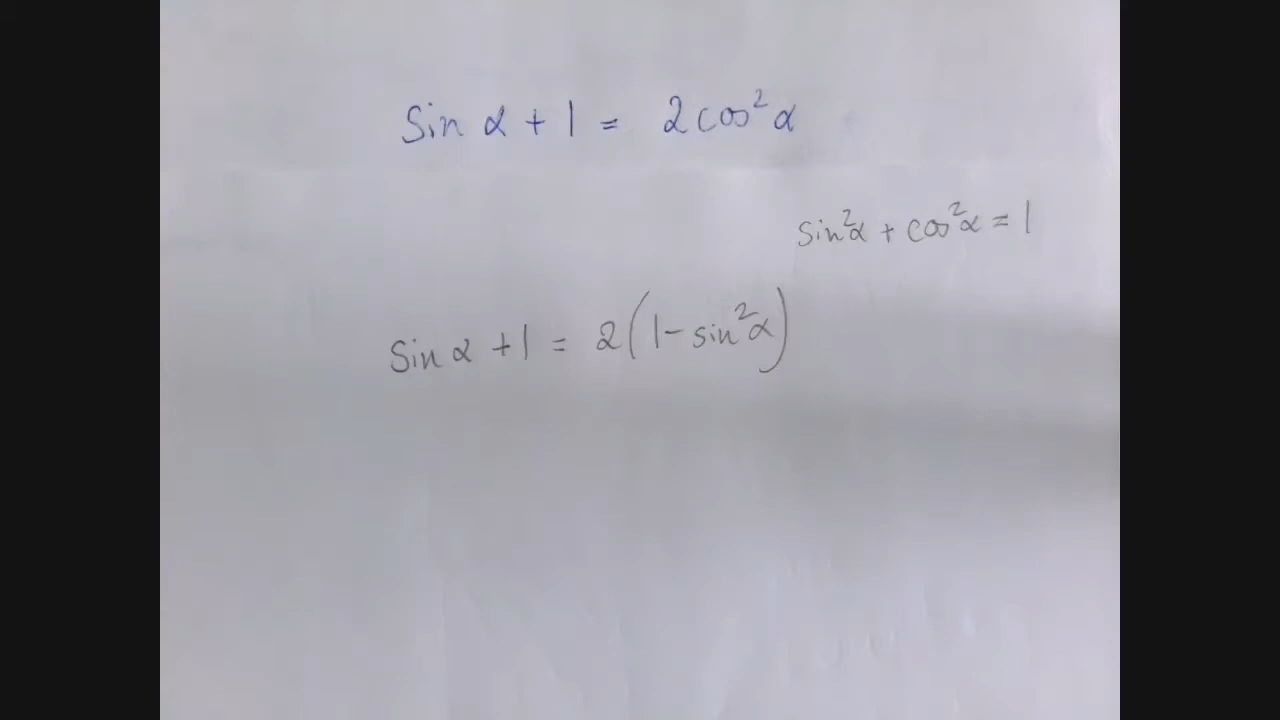 sin α + 1 = 2cos²α
sin²α + cos²α = 1
sin α + 1 = 2(1 - sin²α)